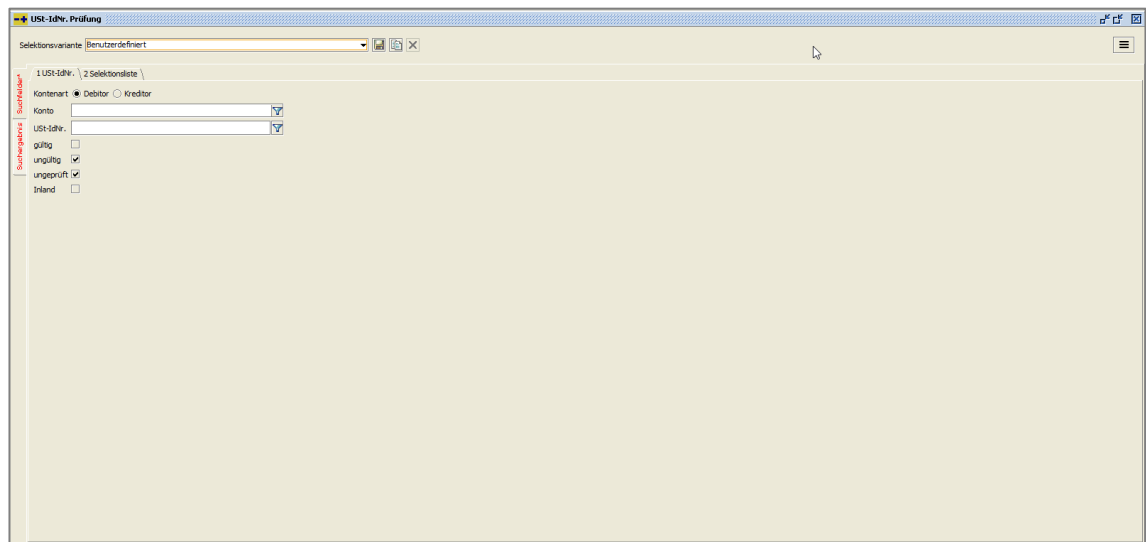 USt-IdNr. Prüfung
Selektionsvariante Benutzerdefiniert
1 USt-IdNr. 2 Selektionsliste
Suchfelder*
Suchergebnis
Kontenart Debitor Kreditor
Konto
USt-IdNr.
gültig
ungültig
ungeprüft
Inland